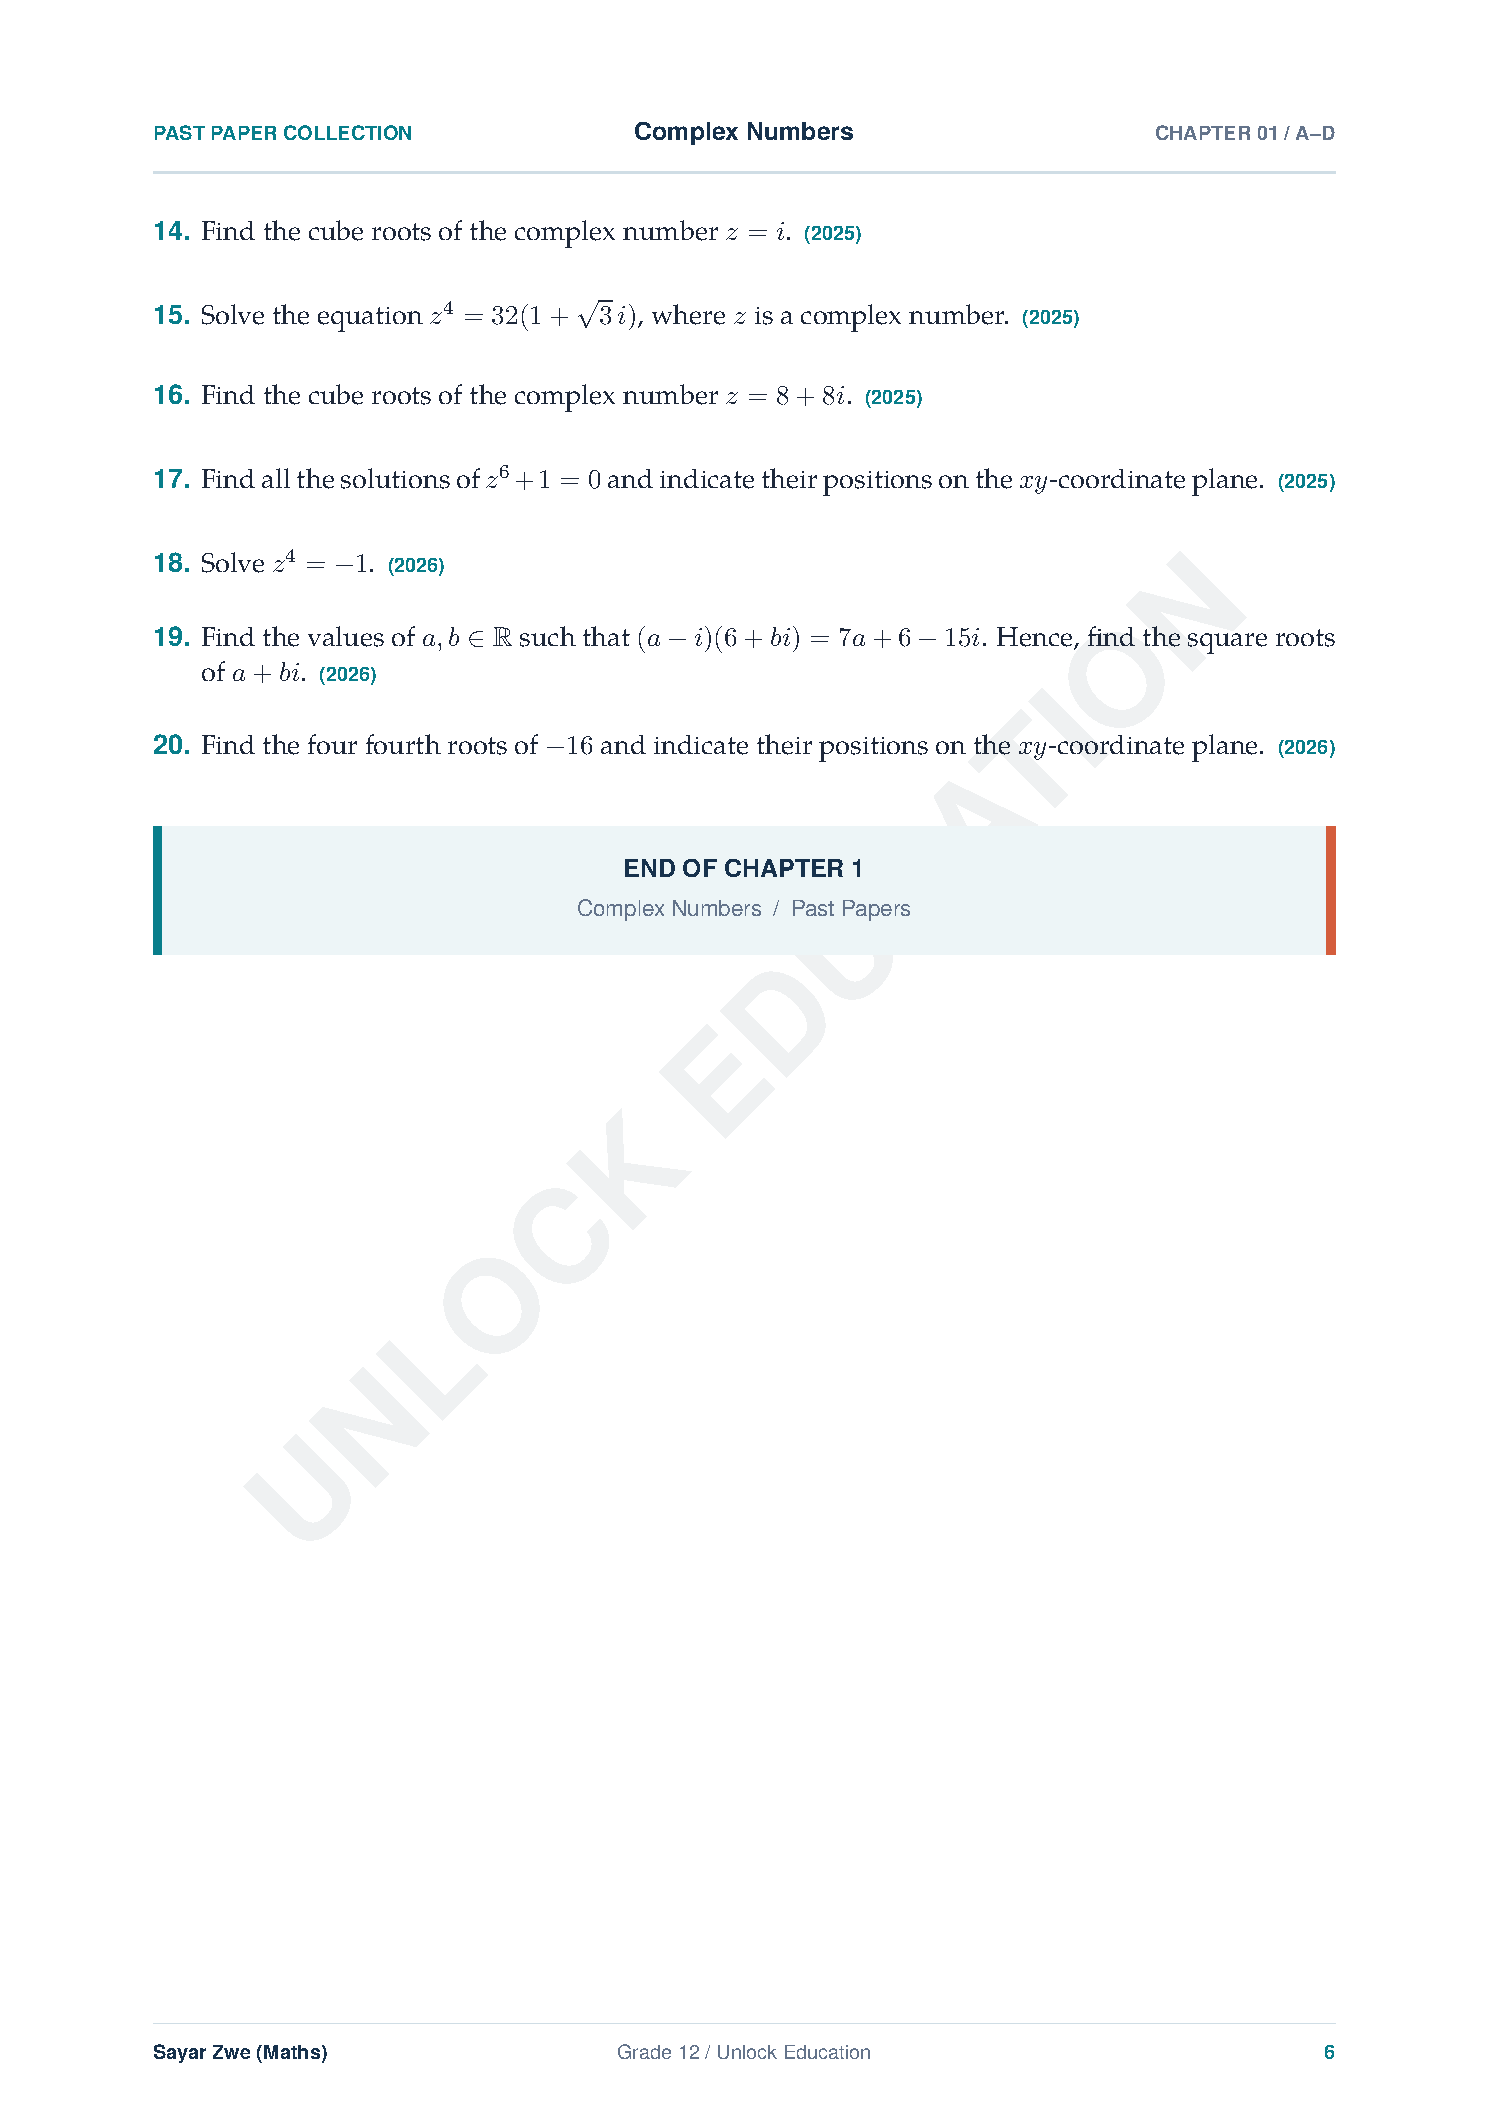 PAST PAPER COLLECTION Complex Numbers CHAPTER 01 / A–D
14. Find the cube roots of the complex number z = i. (2025)
15. Solve the equation z⁴ = 32(1 + √3 i), where z is a complex number. (2025)
16. Find the cube roots of the complex number z = 8 + 8i. (2025)
17. Find all the solutions of z⁶ + 1 = 0 and indicate their positions on the xy-coordinate plane. (2025)
18. Solve z⁴ = −1. (2026)
19. Find the values of a, b ∈ ℝ such that (a − i)(6 + bi) = 7a + 6 − 15i. Hence, find the square roots
of a + bi. (2026)
20. Find the four fourth roots of −16 and indicate their positions on the xy-coordinate plane. (2026)
END OF CHAPTER 1
Complex Numbers / Past Papers
UNLOCK EDUCATION
Sayar Zwe (Maths) Grade 12 / Unlock Education 6